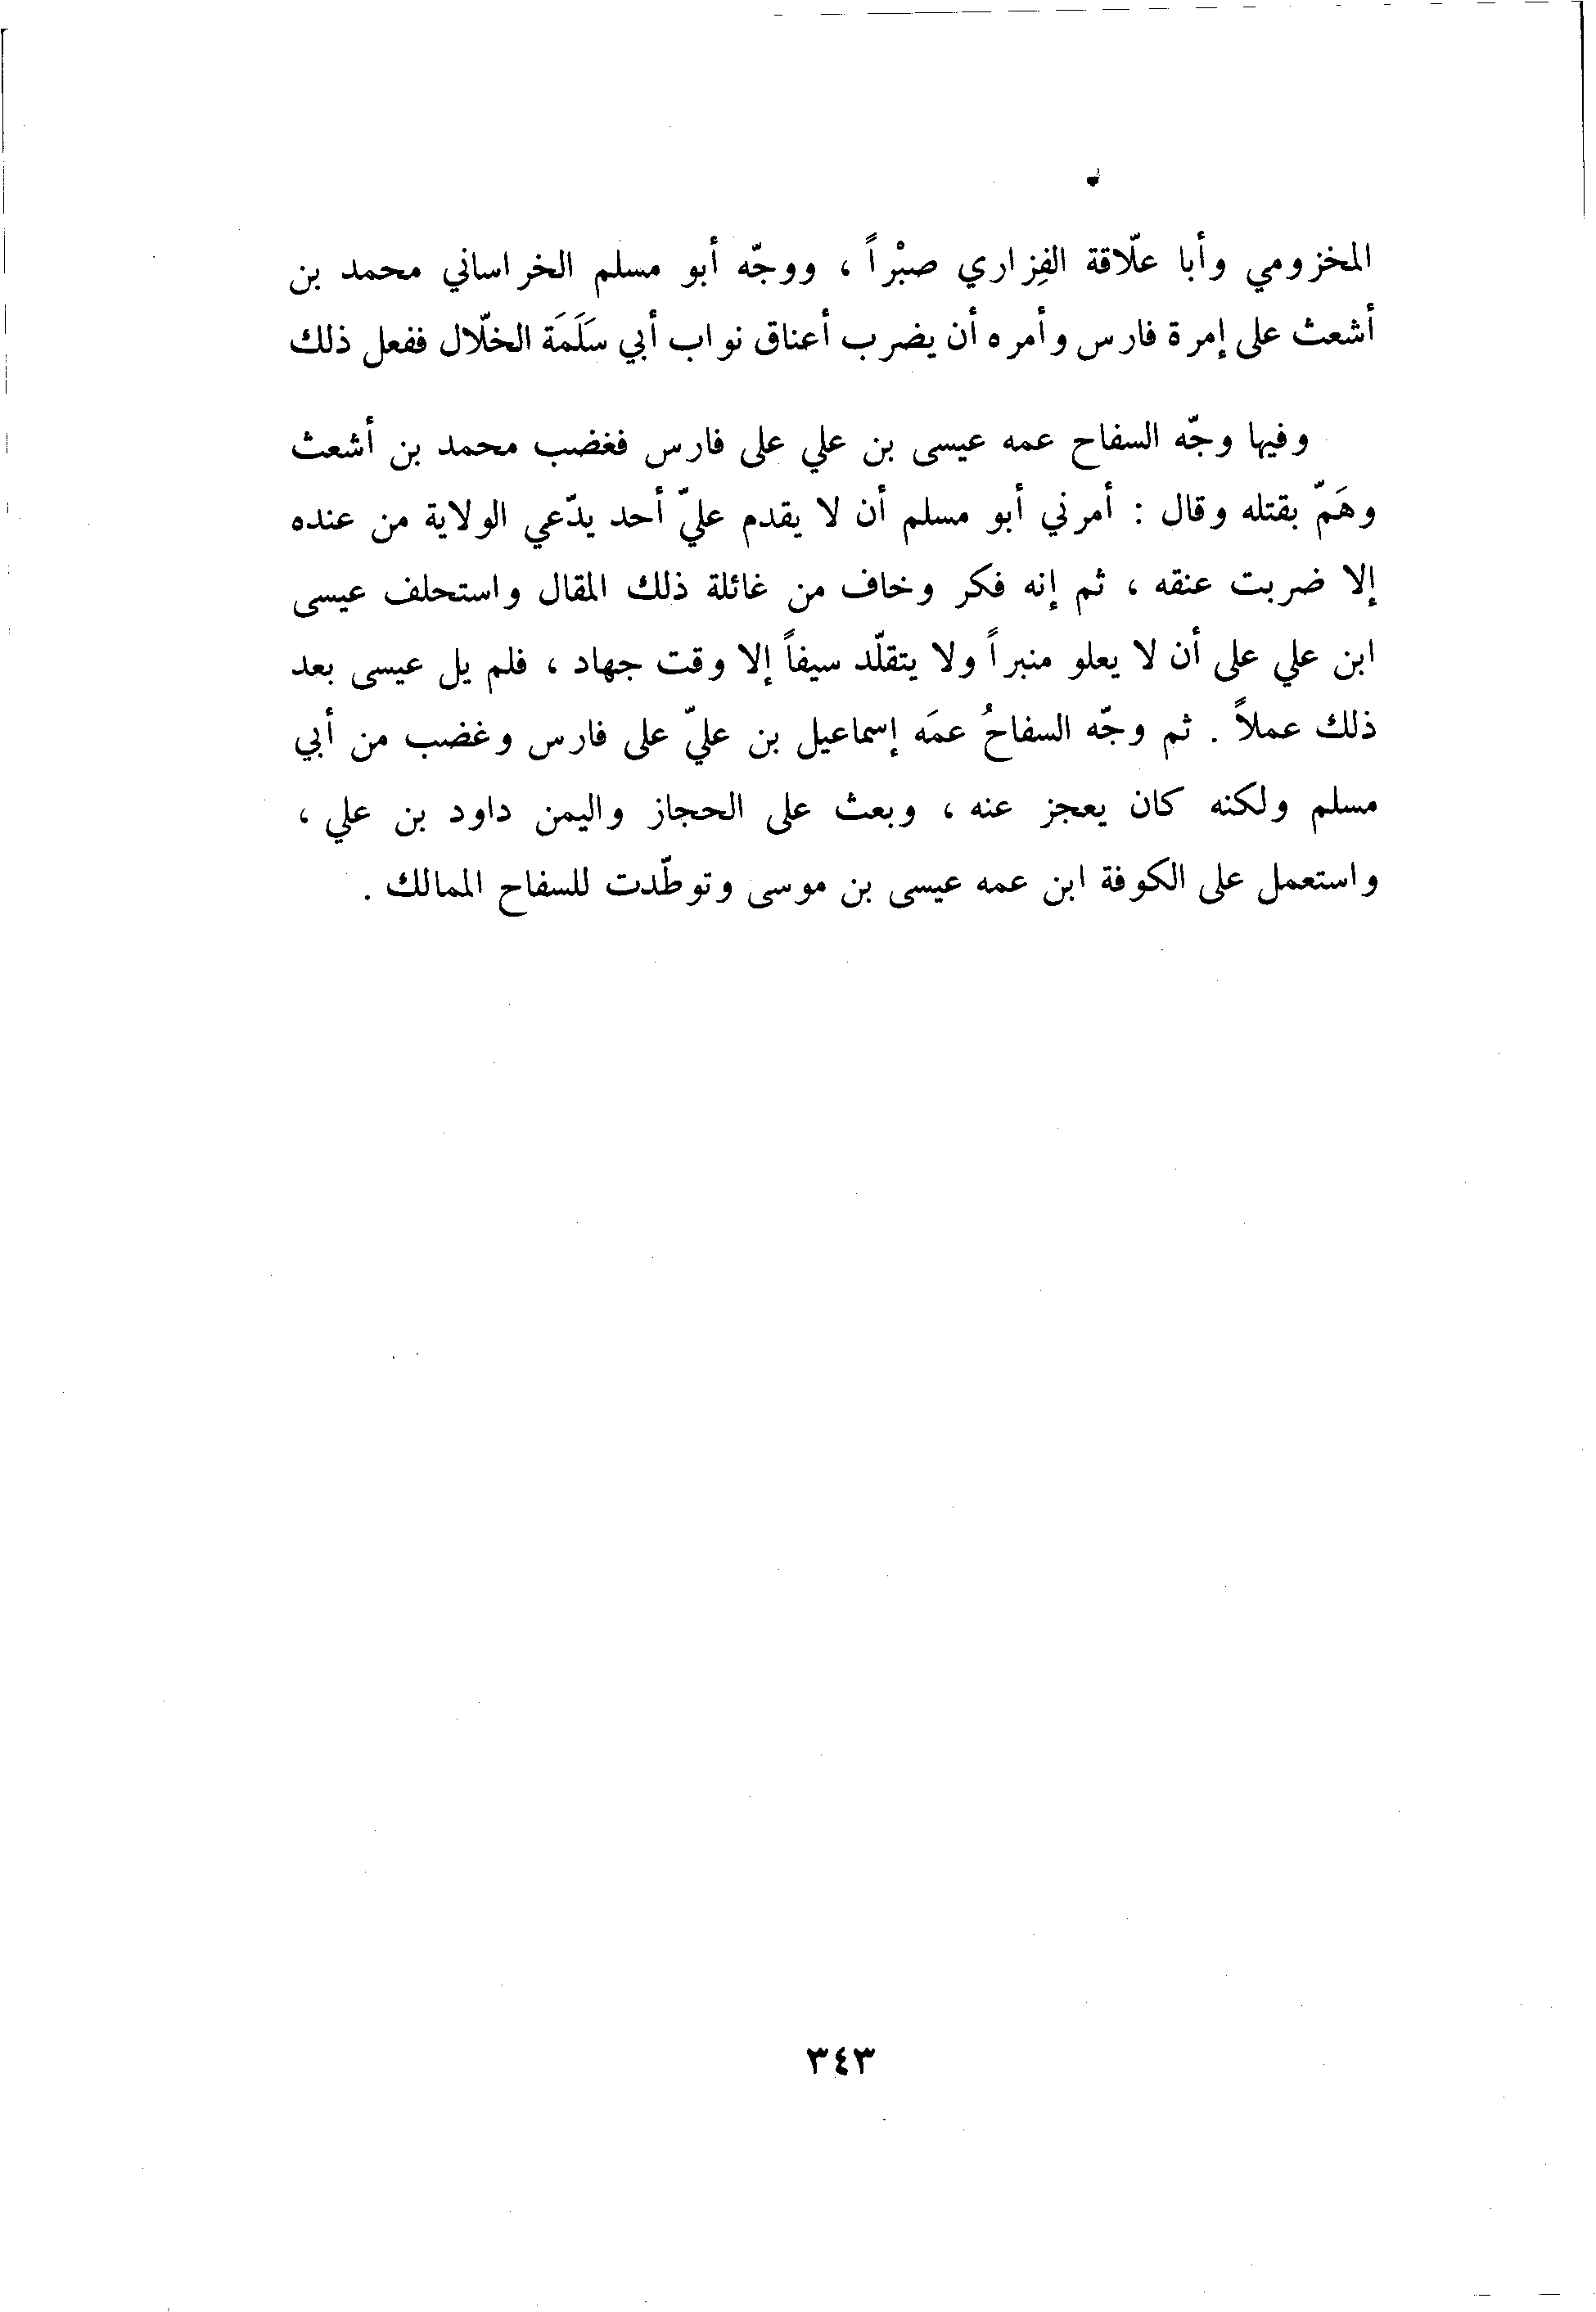 المخزومي وأبا علّاقة الفِزاري صبْراً ، ووجّه أبو مسلم الخراساني محمد بن
أشعث على إمرة فارس وأمره أن يضرب أعناق نواب أبي سَلَمَة الخلّال ففعل ذلك
وفيها وجّه السفاح عمه عيسى بن علي على فارس فغضب محمد بن أشعث
وهَمّ بقتله وقال : أمرني أبو مسلم أن لا يقدم عليّ أحد يدّعي الولاية من عنده
إلا ضربت عنقه ، ثم إنه فكر وخاف من غائلة ذلك المقال واستحلف عيسى
ابن علي على أن لا يعلو منبراً ولا يتقلّد سيفاً إلا وقت جهاد ، فلم يل عيسى بعد
ذلك عملاً . ثم وجّه السفاحُ عمَه إسماعيل بن عليّ على فارس وغضب من أبي
مسلم ولكنه كان يعجز عنه ، وبعث على الحجاز واليمن داود بن علي ،
واستعمل على الكوفة ابن عمه عيسى بن موسى وتوطّدت للسفاح الممالك .
٣٤٣